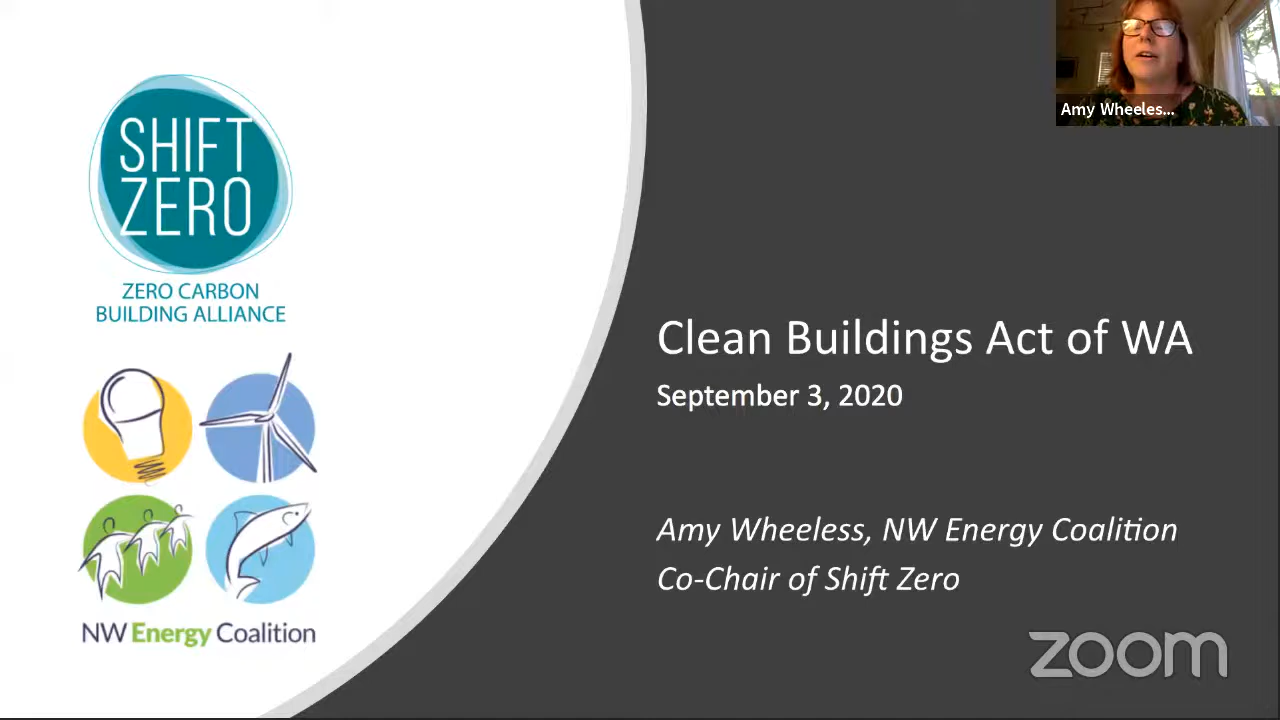 SHIFT
ZERO
ZERO CARBON
BUILDING ALLIANCE
NW Energy Coalition
Amy Wheeles...
Clean Buildings Act of WA
September 3, 2020
Amy Wheeless, NW Energy Coalition
Co-Chair of Shift Zero
zoom